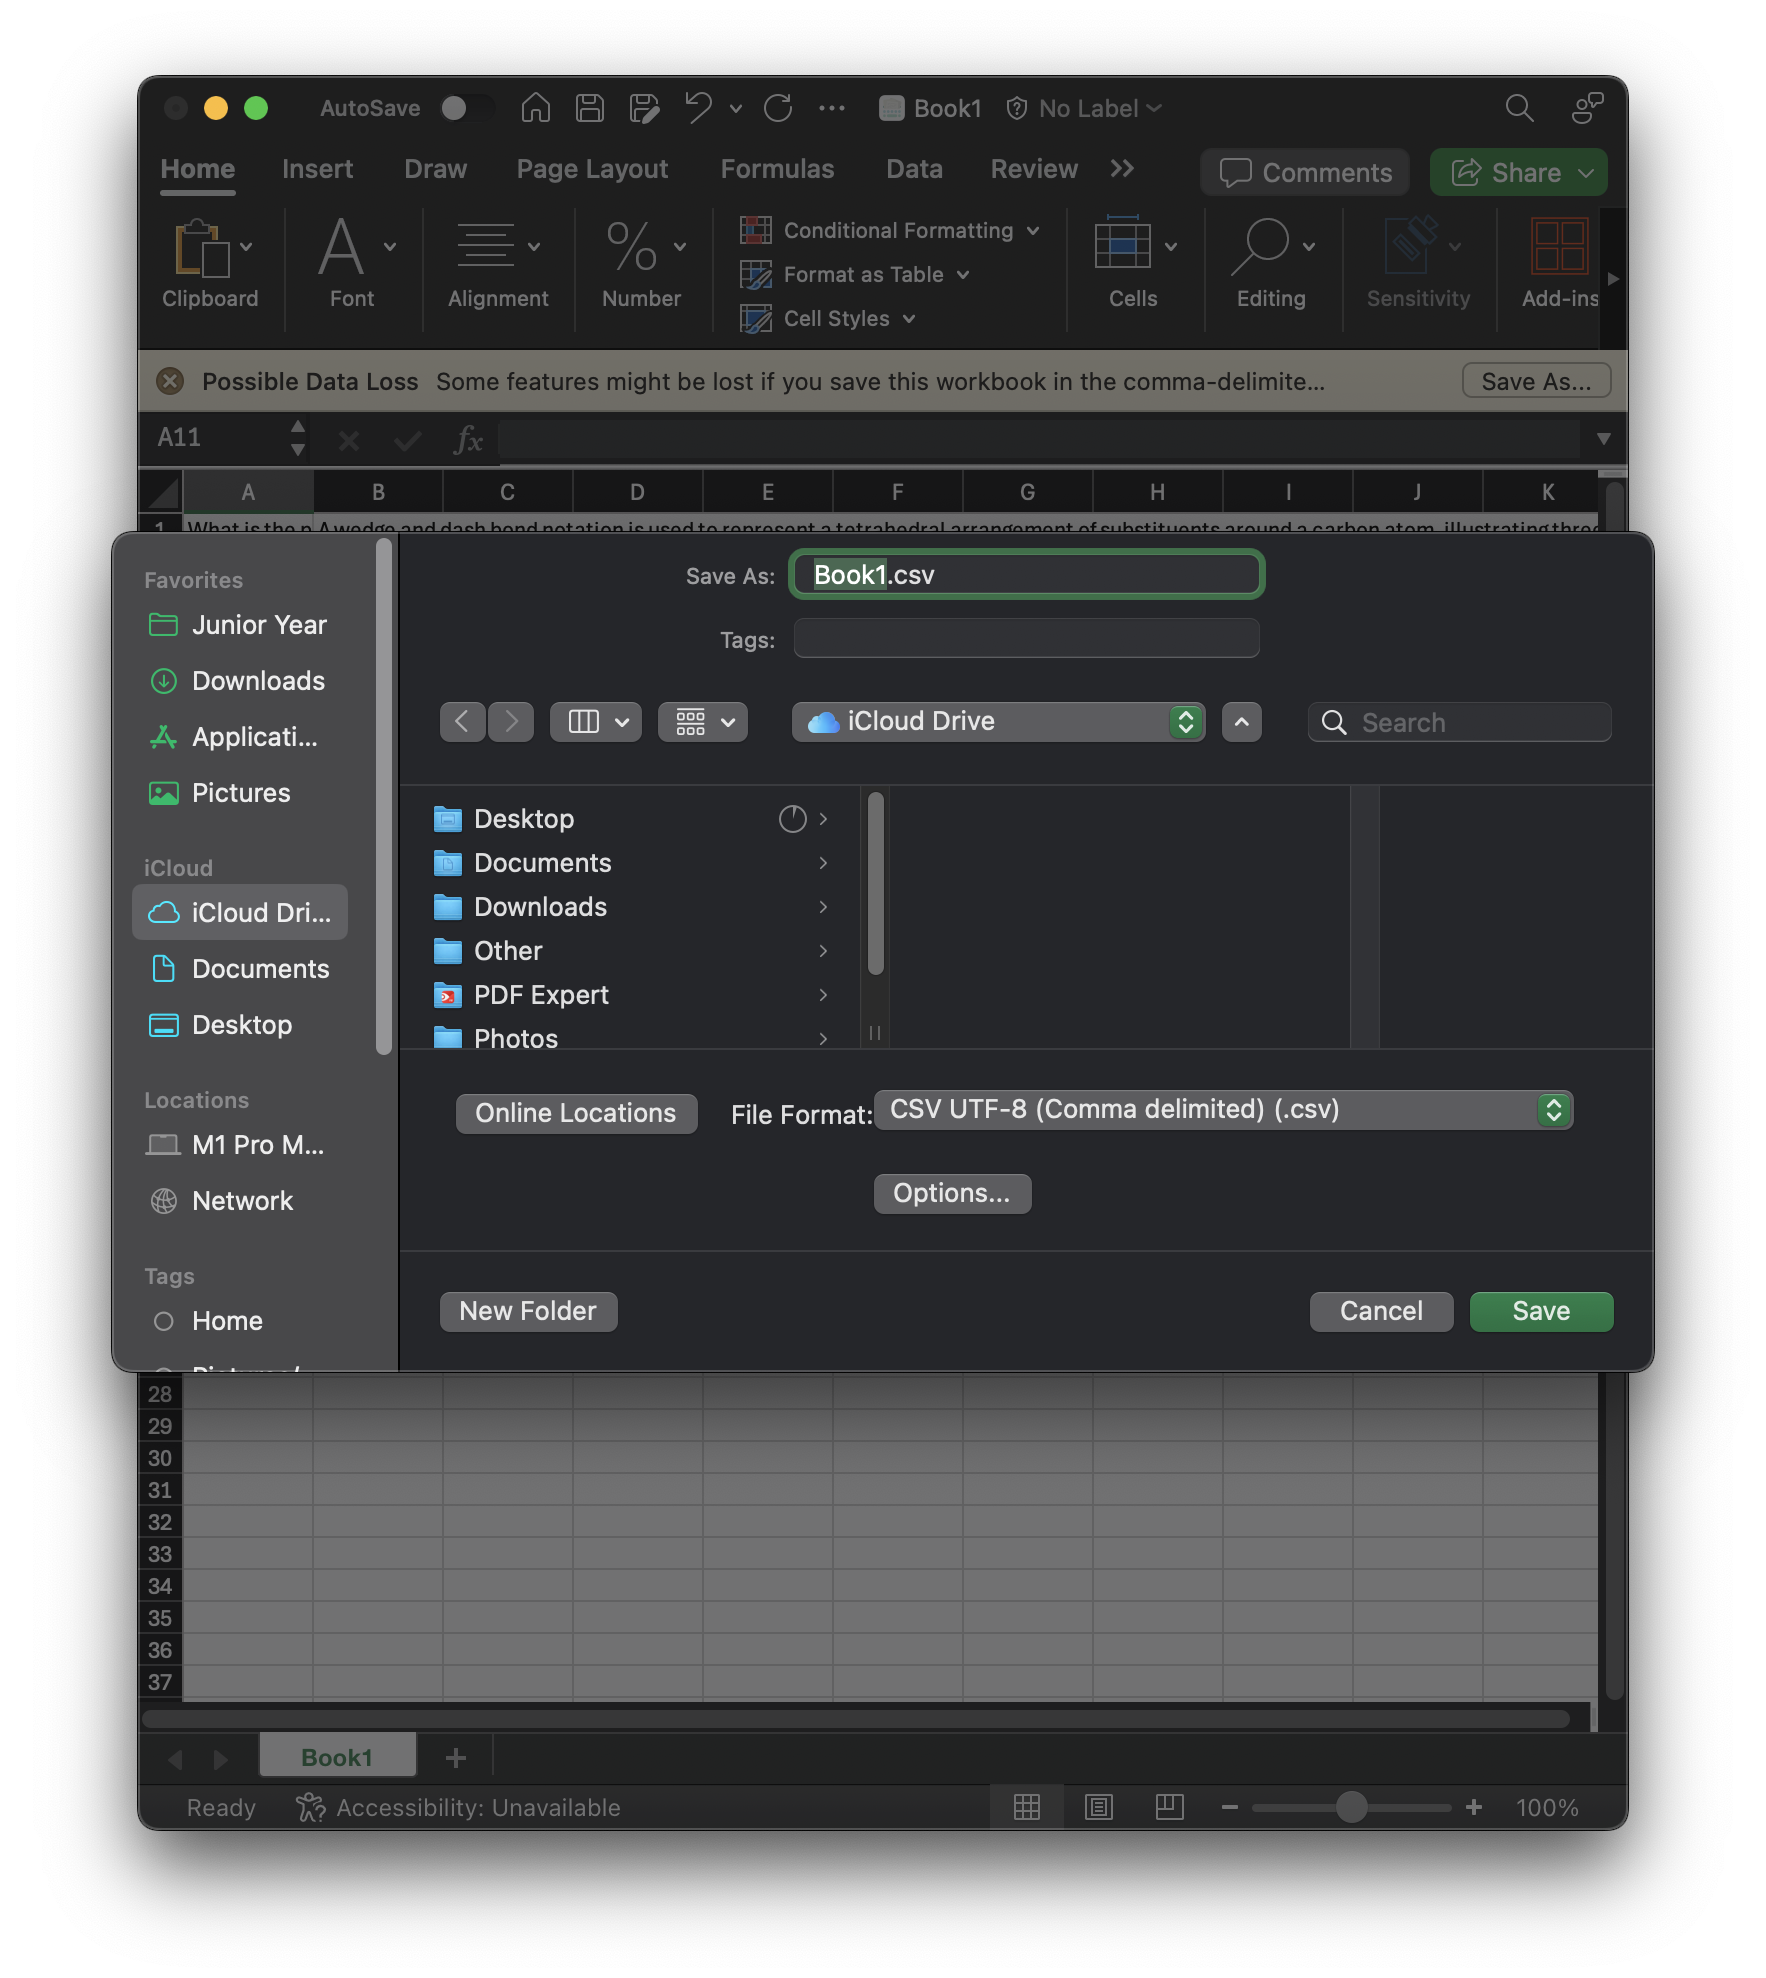 AutoSave
Book1
No Label
Home
Insert
Draw
Page Layout
Formulas
Data
Review
Comments
Share
Clipboard
Font
Alignment
Number
Conditional Formatting
Format as Table
Cell Styles
Cells
Editing
Sensitivity
Add-ins
Possible Data Loss Some features might be lost if you save this workbook in the comma-delimite...
Save As...
A11
fx
A B C D E F G H I J K
1 What is the p A wedge and dash bond notation is used to represent a tetrahedral arrangement of substituents around a carbon atom, illustrating three
Favorites
Junior Year
Downloads
Applicati...
Pictures
iCloud
iCloud Dri...
Documents
Desktop
Locations
M1 Pro M...
Network
Tags
Home
Save As: Book1.csv
Tags:
iCloud Drive
Search
Desktop
Documents
Downloads
Other
PDF Expert
Photos
Online Locations
File Format: CSV UTF-8 (Comma delimited) (.csv)
Options...
New Folder
Cancel
Save
28
29
30
31
32
33
34
35
36
37
Book1
Ready
Accessibility: Unavailable
100%